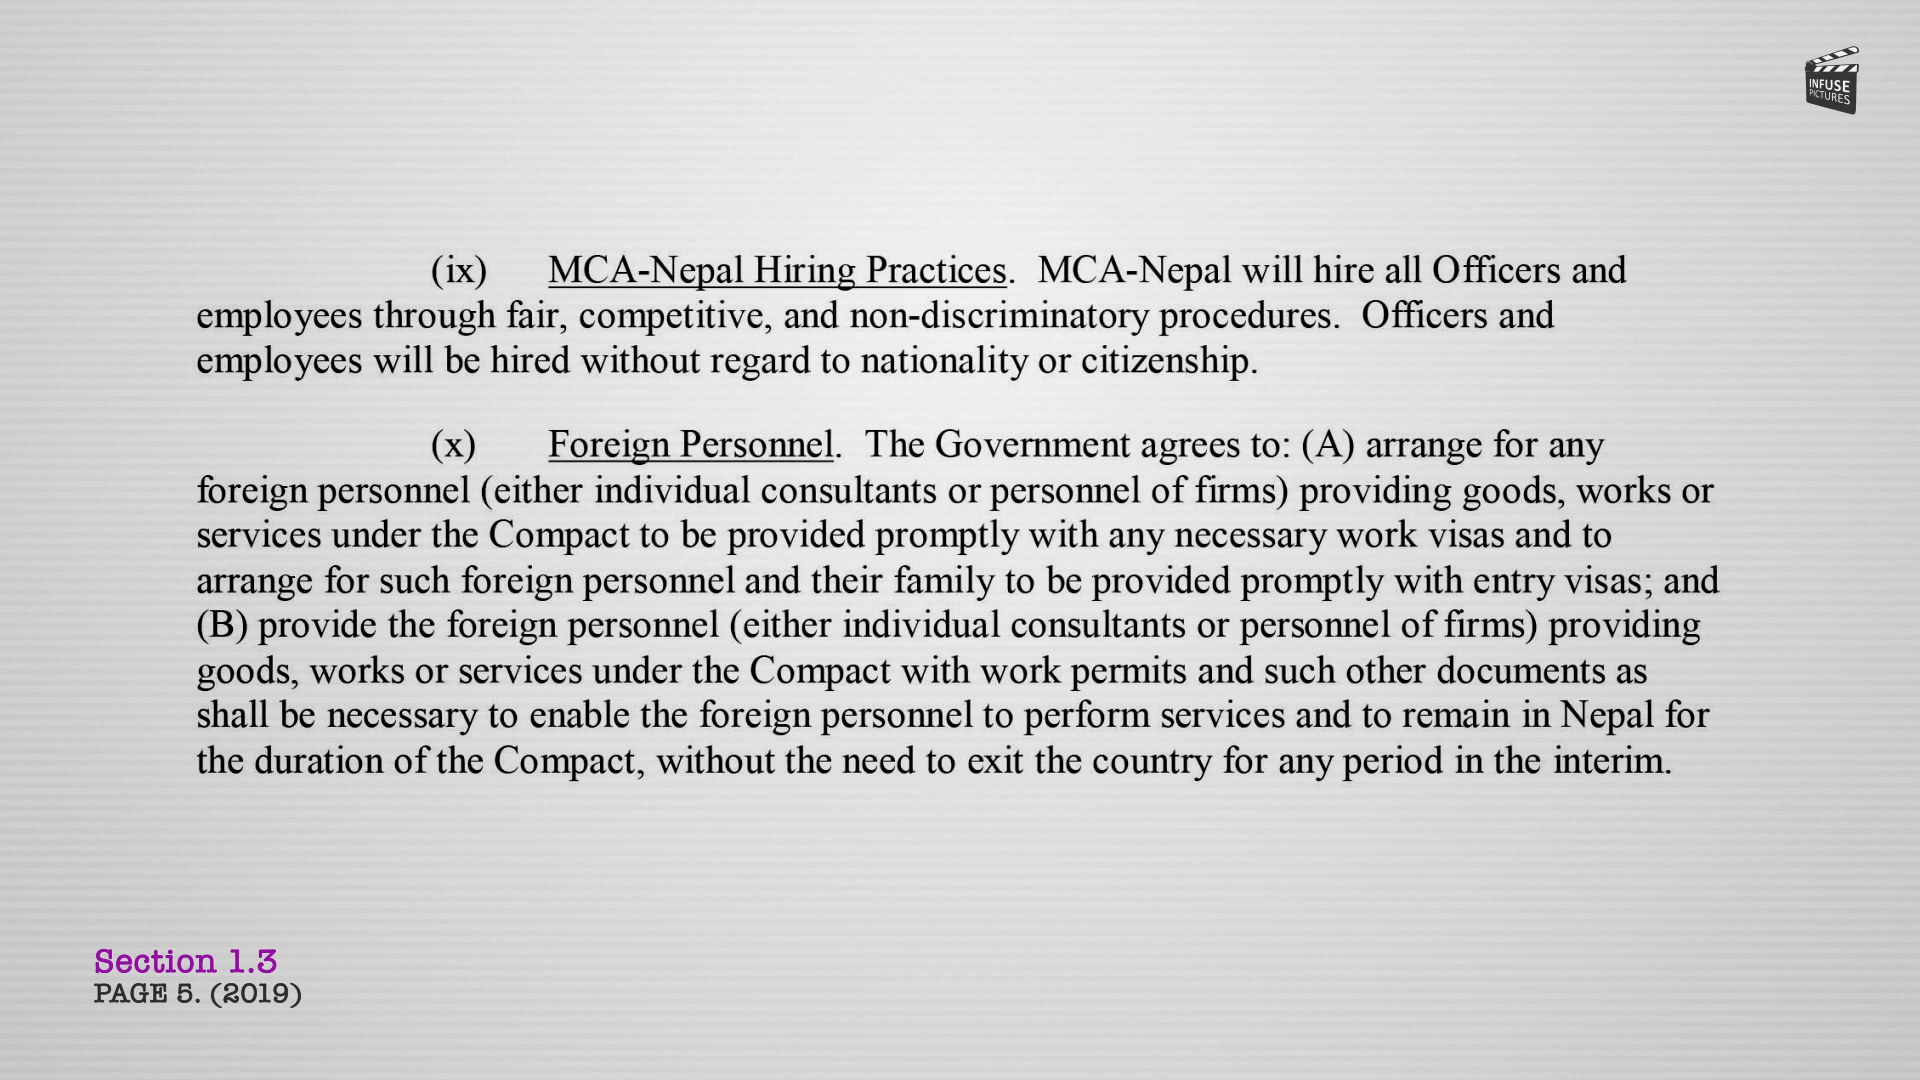 INFUSE
PICTURES
(ix) MCA-Nepal Hiring Practices. MCA-Nepal will hire all Officers and
employees through fair, competitive, and non-discriminatory procedures. Officers and
employees will be hired without regard to nationality or citizenship.
(x) Foreign Personnel. The Government agrees to: (A) arrange for any
foreign personnel (either individual consultants or personnel of firms) providing goods, works or
services under the Compact to be provided promptly with any necessary work visas and to
arrange for such foreign personnel and their family to be provided promptly with entry visas; and
(B) provide the foreign personnel (either individual consultants or personnel of firms) providing
goods, works or services under the Compact with work permits and such other documents as
shall be necessary to enable the foreign personnel to perform services and to remain in Nepal for
the duration of the Compact, without the need to exit the country for any period in the interim.
Section 1.3
PAGE 5. (2019)